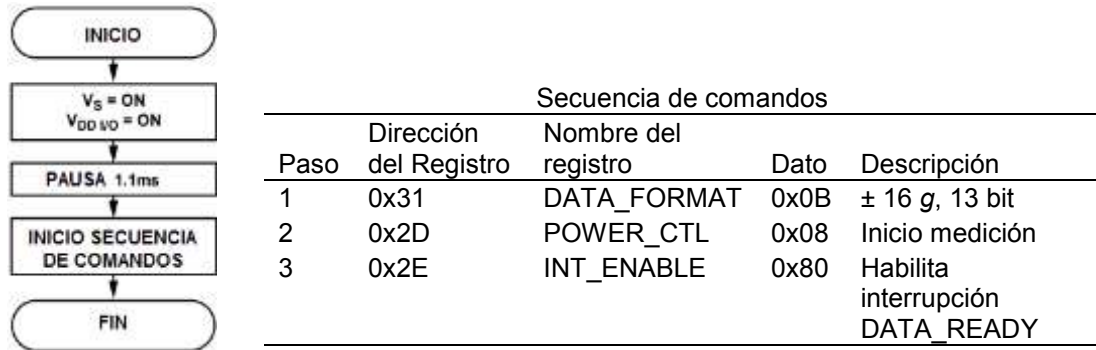 INICIO
V_S = ON
V_DD I/O = ON
PAUSA 1.1ms
INICIO SECUENCIA
DE COMANDOS
FIN
Secuencia de comandos
Paso Dirección del Registro Nombre del registro Dato Descripción
1 0x31 DATA_FORMAT 0x0B ± 16 g, 13 bit
2 0x2D POWER_CTL 0x08 Inicio medición
3 0x2E INT_ENABLE 0x80 Habilita
interrupción
DATA_READY